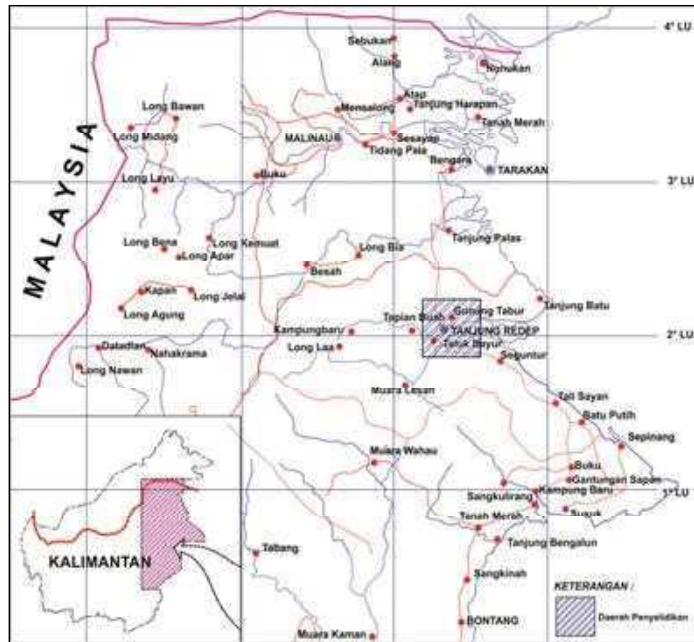 4° LU
Sebukan
Alang
Nunukan
Long Bawan
Atap
Mensalong
Tanjung Harapan
Long Midang
Tanah Merah
MALINAU
Sesayap
Tidang Pala
Bengara
TARAKAN
MALAYSIA
3° LU
Buku
Long Layu
Tanjung Palas
Long Kemuat
Long Bena
Long Bia
Long Apar
Besah
Kapan
Long Jelai
Tanjung Batu
Long Agung
Gunung Tabur
Tapian Buah
Kampungbaru
TANJUNG REDEP
2° LU
Teluk Bayur
Datadian
Nahakrama
Long Laa
Seguntur
Long Nawan
Muara Lesan
Tali Sayan
Batu Putih
Sepinang
Muara Wahau
Buku
Gantungan Sapan
1° LU
Sangkulirang
Kampung Baru
Susuk
Tanah Merah
Tanjung Bengalun
KALIMANTAN
Tabang
Sangkinah
KETERANGAN :
Daerah Penyelidikan
BONTANG
Muara Kaman